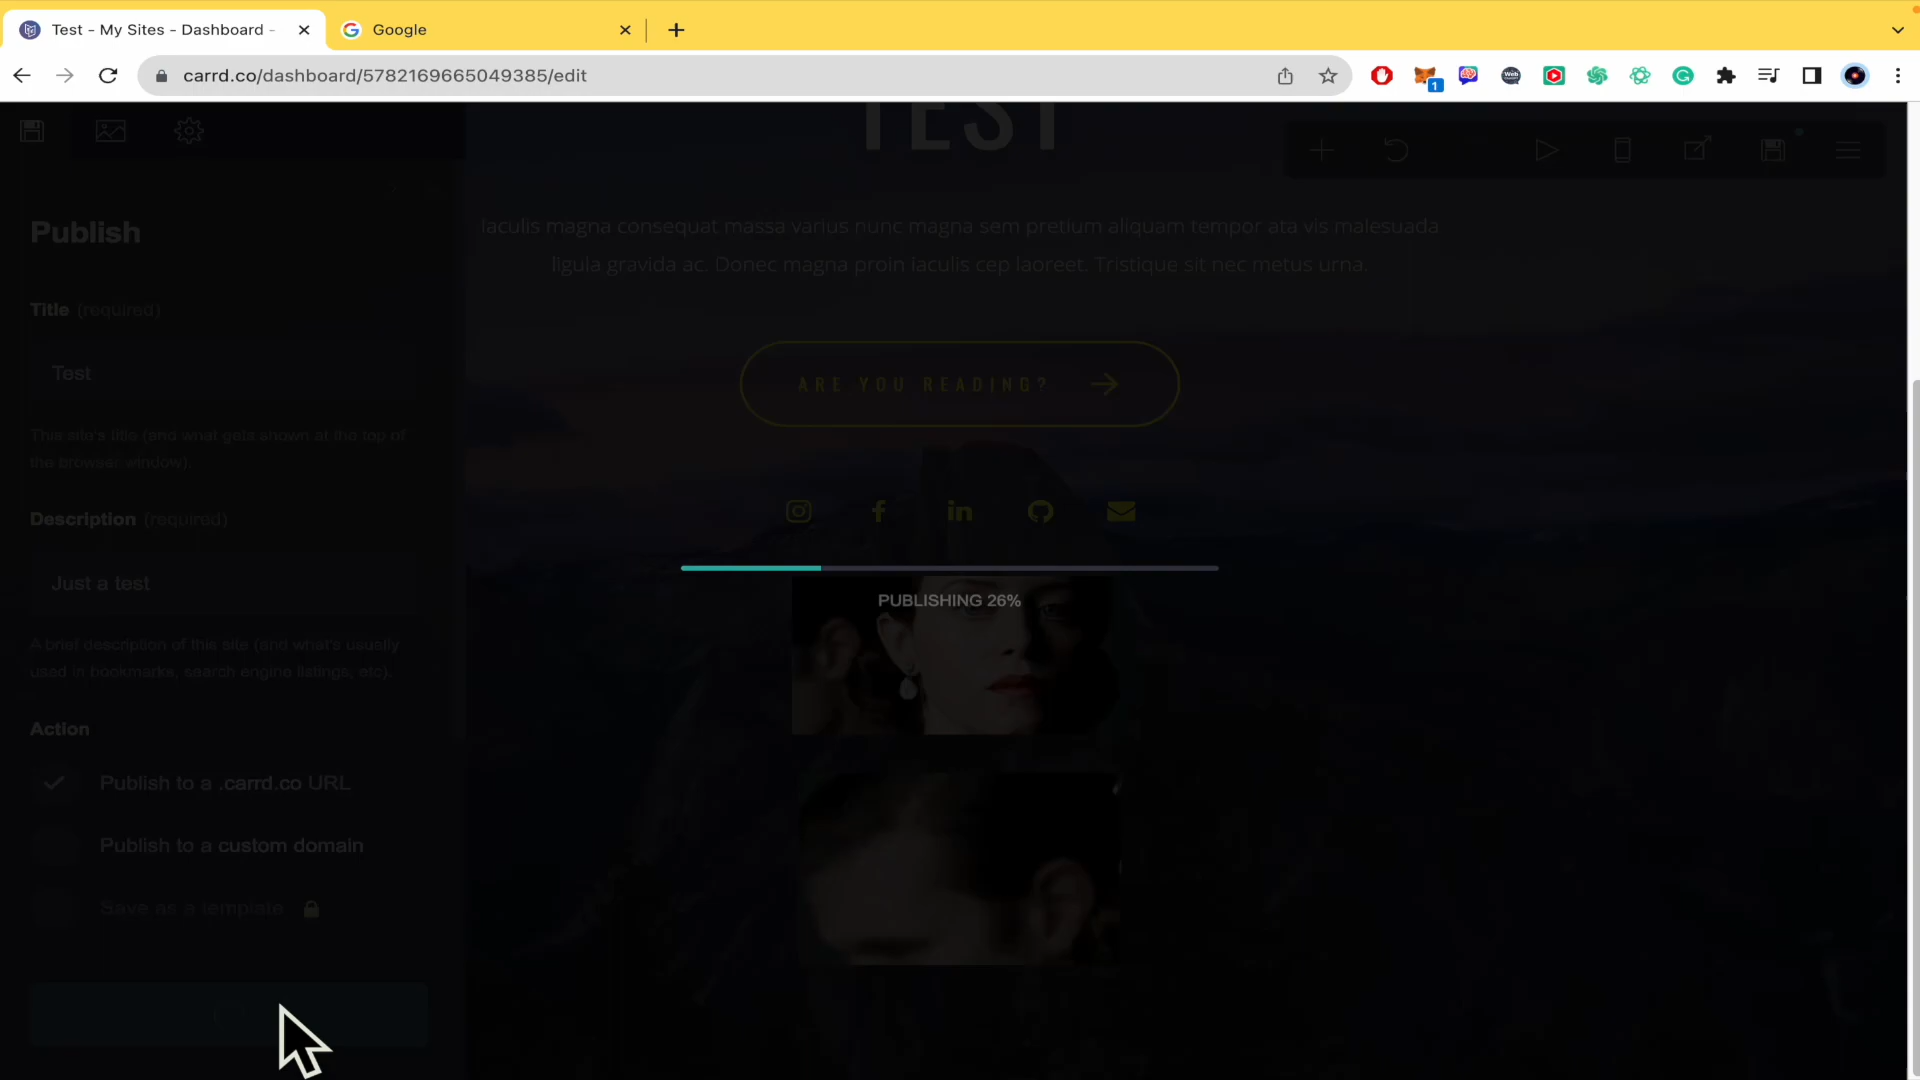 Test - My Sites - Dashboard -
Google
carrd.co/dashboard/5782169665049385/edit
1
TEST
Iaculis magna consequat massa varius nunc magna sem pretium aliquam tempor ata vis malesuada
ligula gravida ac. Donec magna proin iaculis cep laoreet. Tristique sit nec metus urna.
ARE YOU READING?
PUBLISHING 26%
Publish
Title (required)
Test
This site's title (and what gets shown at the top of
the browser window).
Description (required)
Just a test
A brief description of this site (and what's usually
used in bookmarks, search engine listings, etc).
Action
Publish to a .carrd.co URL
Publish to a custom domain
Save as a template